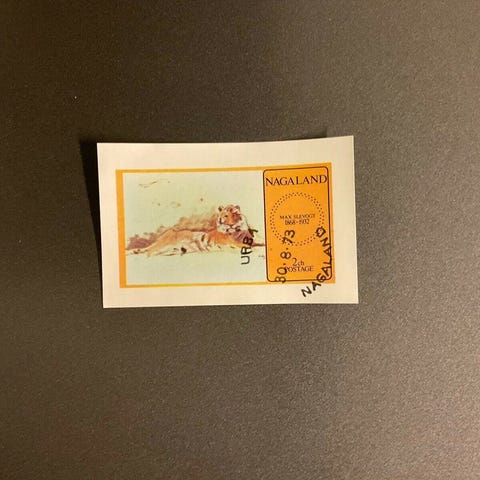 NAGALAND
MAX SLEVOGT
1868-1932
2ch
POSTAGE
URBA
30.8.73
NAGALAND